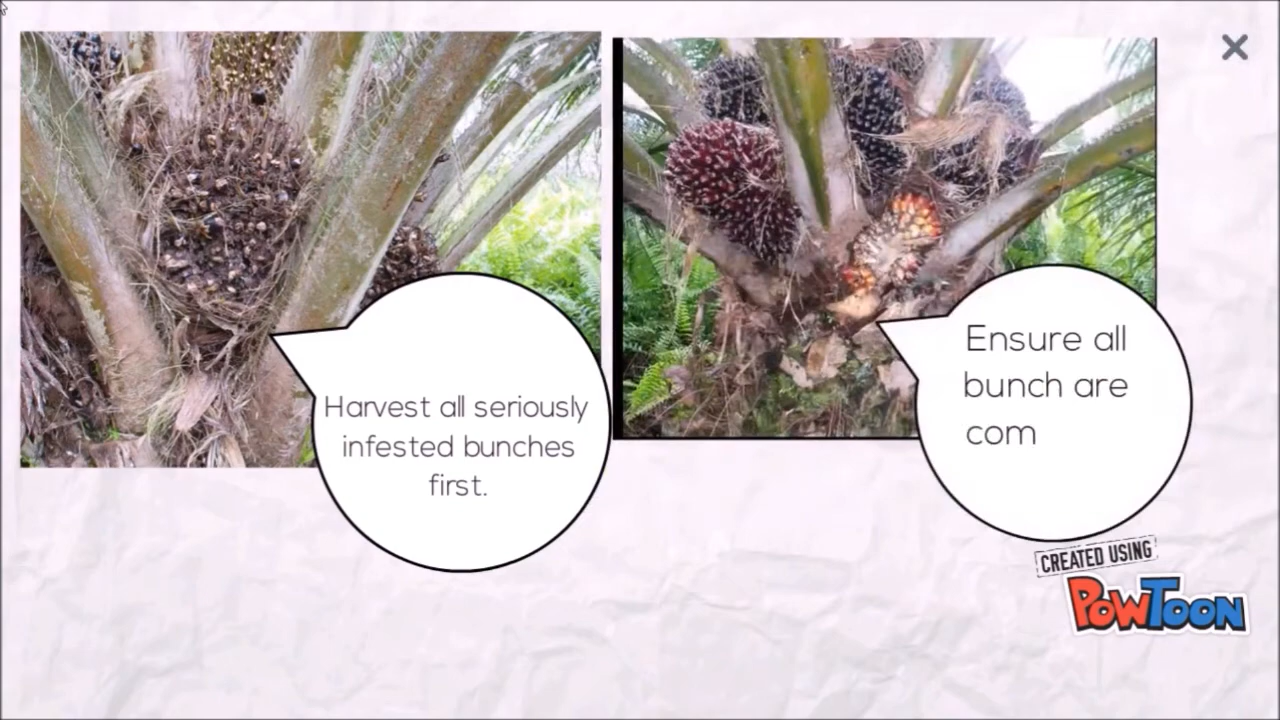 Harvest all seriously
infested bunches
first.
Ensure all
bunch are
com
CREATED USING
POWTOON